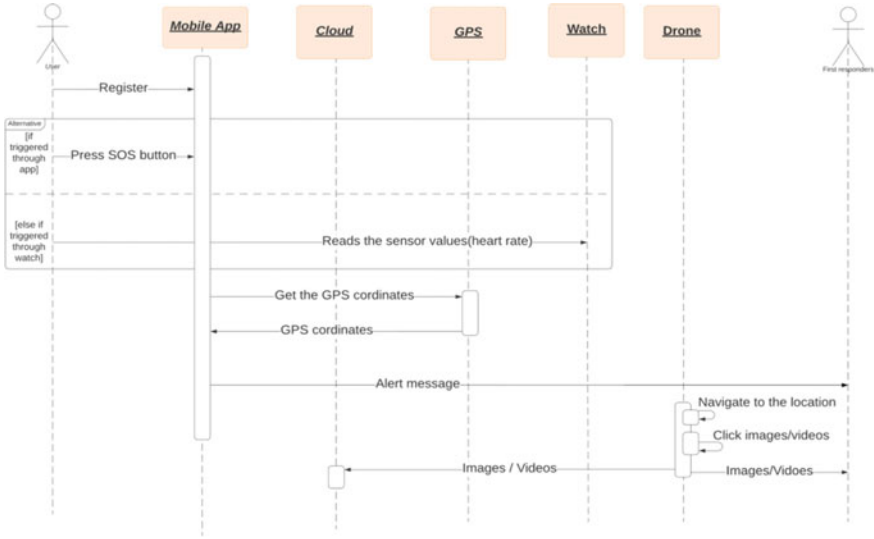 Mobile App
Cloud
GPS
Watch
Drone
User
First responders
Register
Alternative
[if
triggered
through
app]
Press SOS button
[else if
triggered
through
watch]
Reads the sensor values(heart rate)
Get the GPS cordinates
GPS cordinates
Alert message
Navigate to the location
Click images/videos
Images / Videos
Images/Vidoes